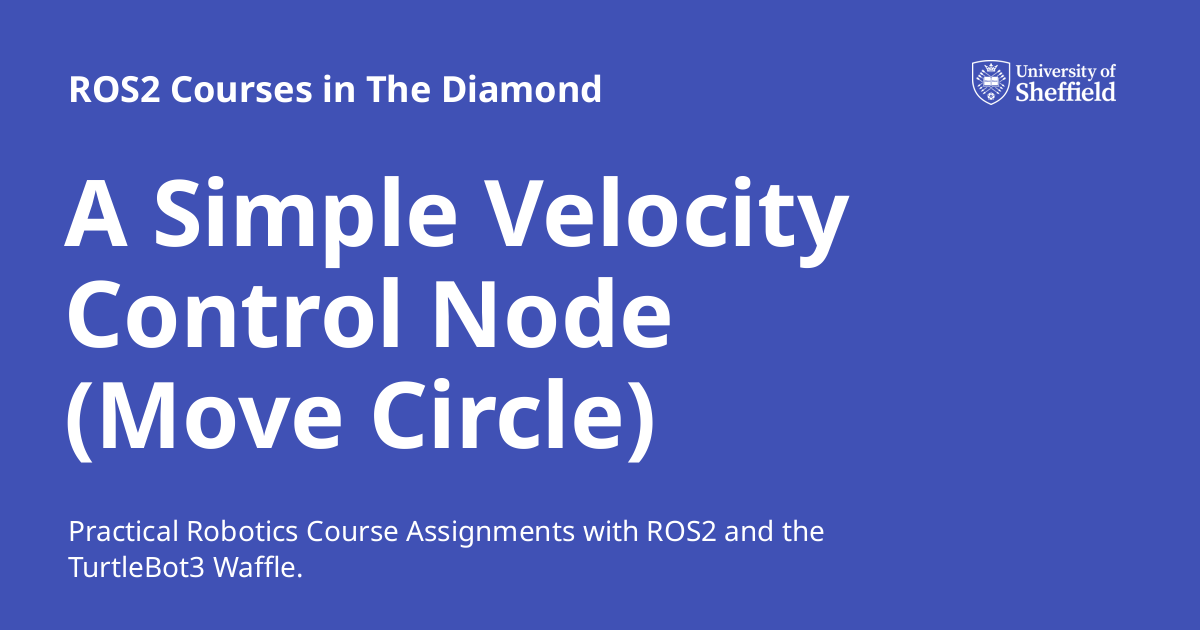 ROS2 Courses in The Diamond
University of
Sheffield
A Simple Velocity
Control Node
(Move Circle)
Practical Robotics Course Assignments with ROS2 and the
TurtleBot3 Waffle.